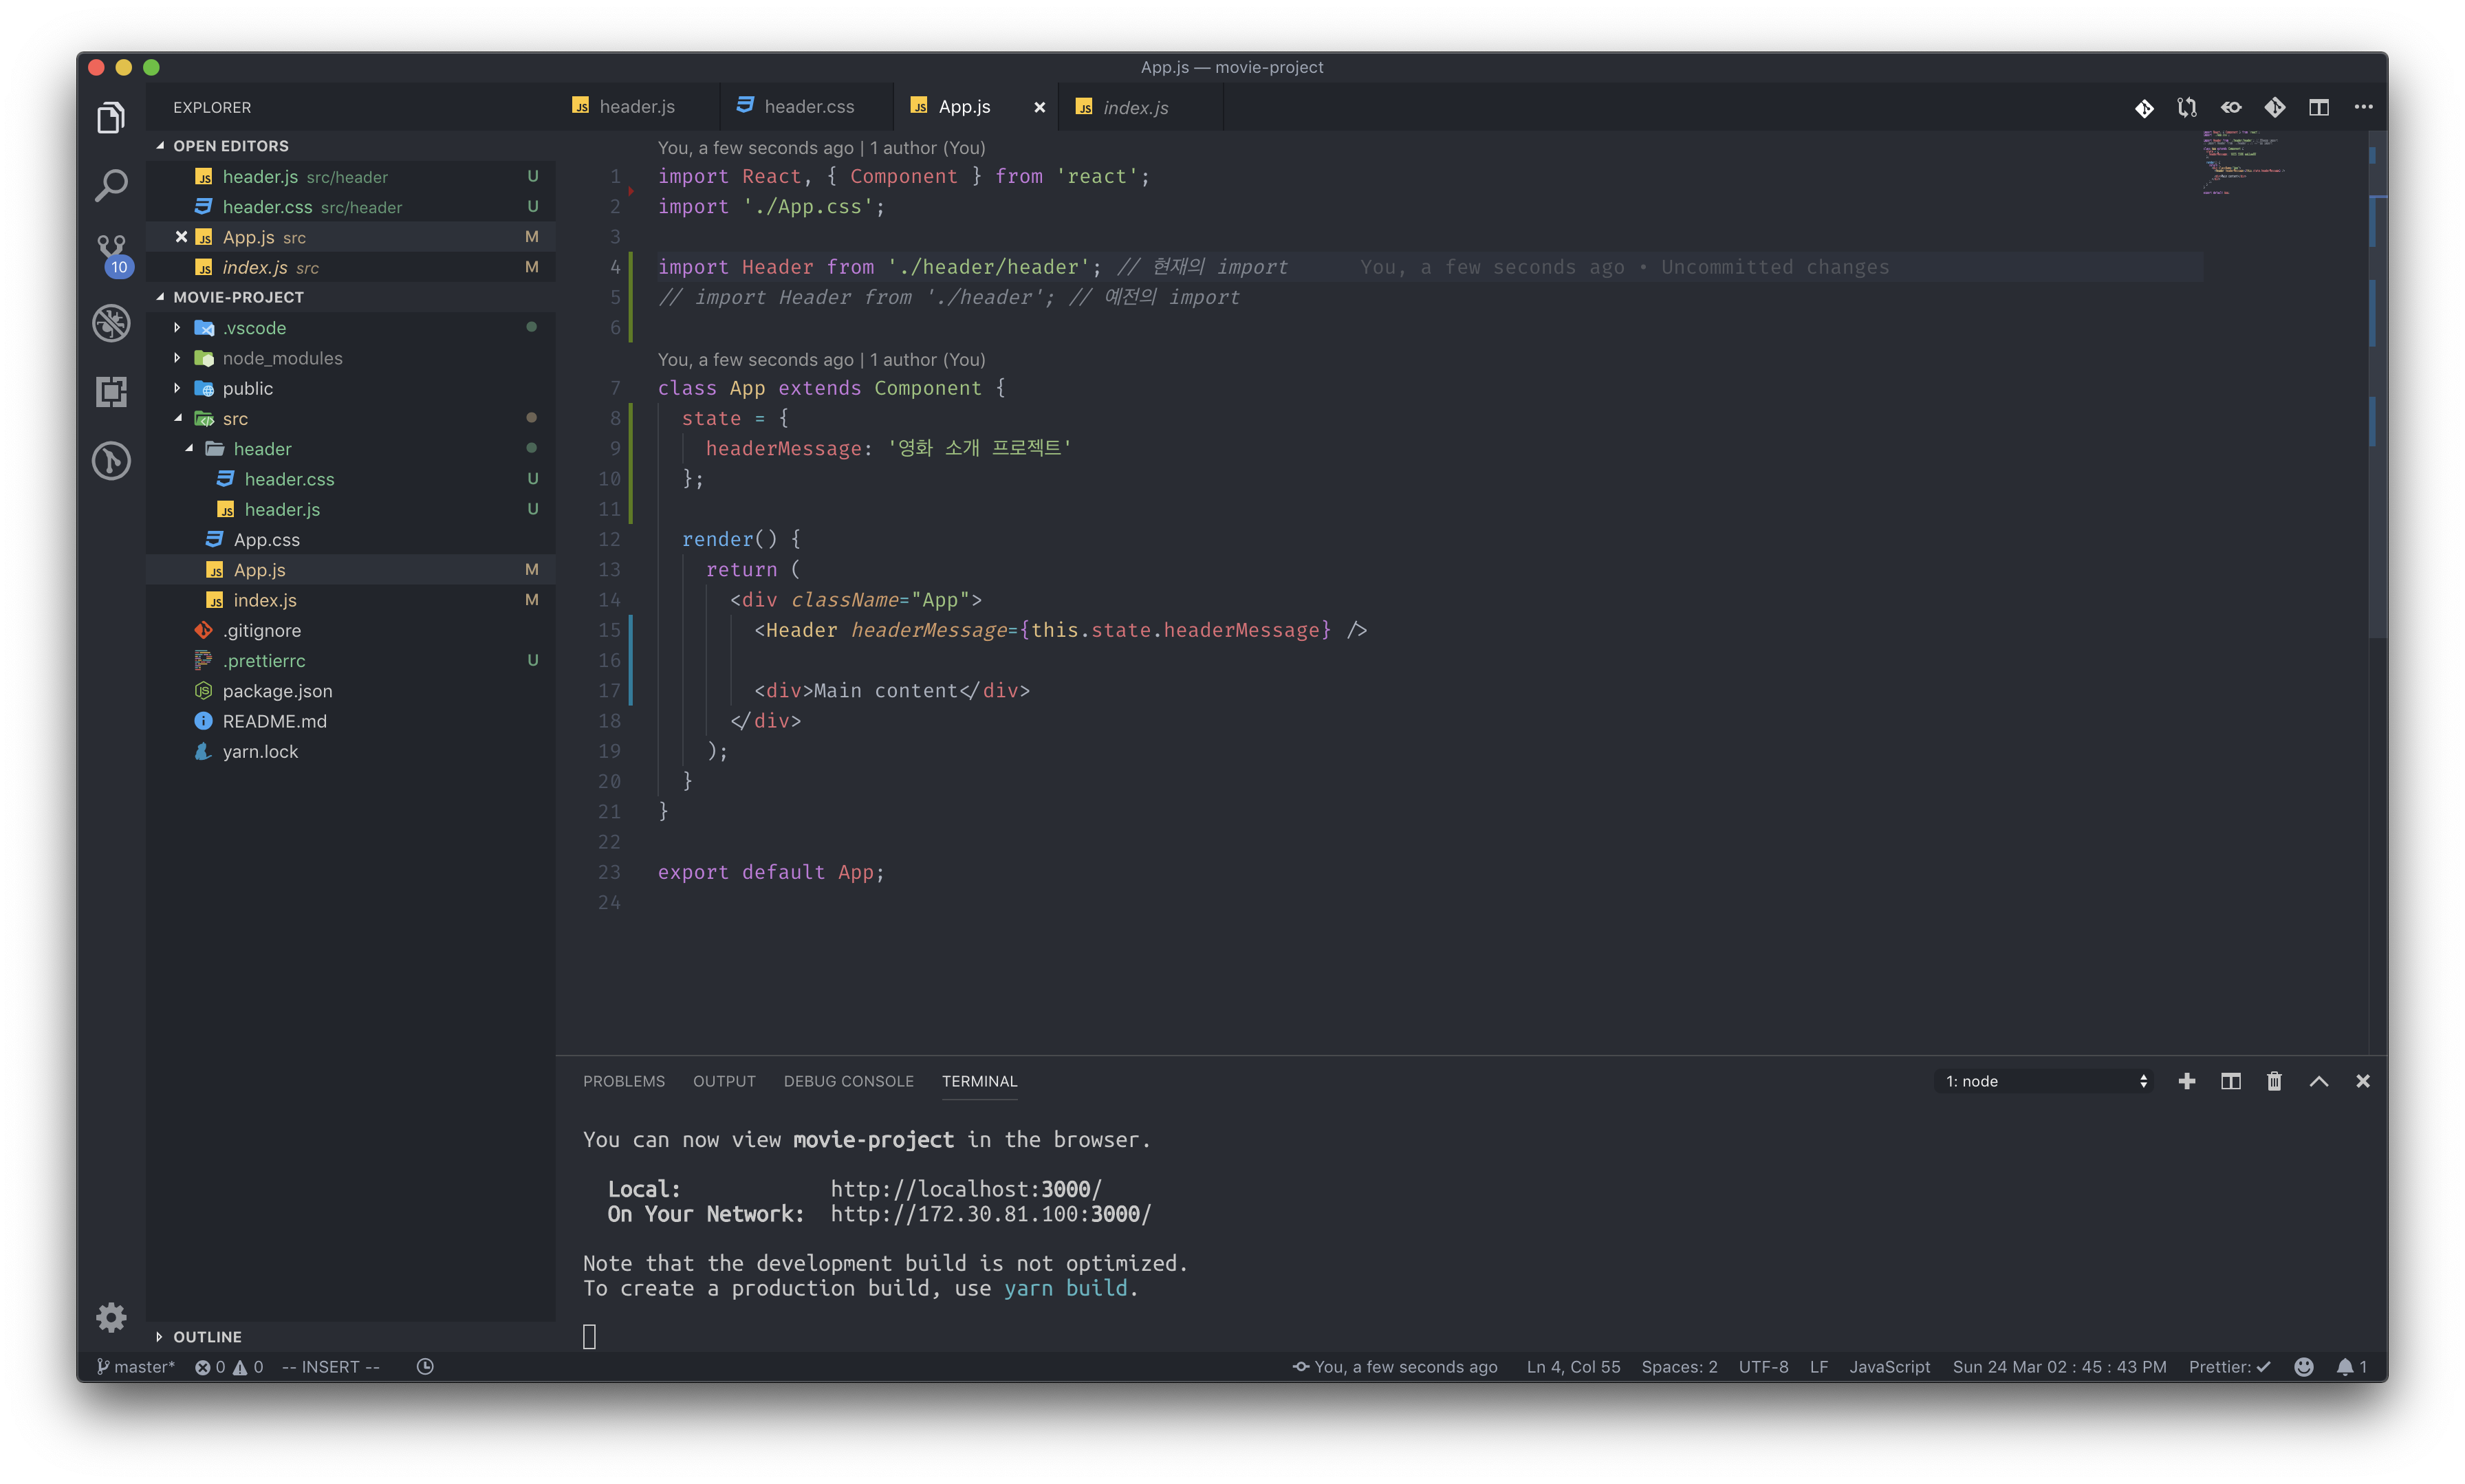 App.js — movie-project
EXPLORER
OPEN EDITORS
header.js src/header U
header.css src/header U
App.js src M
index.js src M
MOVIE-PROJECT
.vscode
node_modules
public
src
header
header.css U
header.js U
App.css
App.js M
index.js M
.gitignore
.prettierrc U
package.json
README.md
yarn.lock
OUTLINE
10
header.js
header.css
App.js
index.js
You, a few seconds ago | 1 author (You)
1 import React, { Component } from 'react';
2 import './App.css';
3
4 import Header from './header/header'; // 현재의 import You, a few seconds ago • Uncommitted changes
5 // import Header from './header'; // 예전의 import
6
You, a few seconds ago | 1 author (You)
7 class App extends Component {
8 state = {
9 headerMessage: '영화 소개 프로젝트'
10 };
11
12 render() {
13 return (
14 <div className="App">
15 <Header headerMessage={this.state.headerMessage} />
16
17 <div>Main content</div>
18 </div>
19 );
20 }
21 }
22
23 export default App;
24
PROBLEMS OUTPUT DEBUG CONSOLE TERMINAL 1: node
You can now view movie-project in the browser.
Local: http://localhost:3000/
On Your Network: http://172.30.81.100:3000/
Note that the development build is not optimized.
To create a production build, use yarn build.
master* 0 0 -- INSERT -- You, a few seconds ago Ln 4, Col 55 Spaces: 2 UTF-8 LF JavaScript Sun 24 Mar 02 : 45 : 43 PM Prettier: ✓ 1